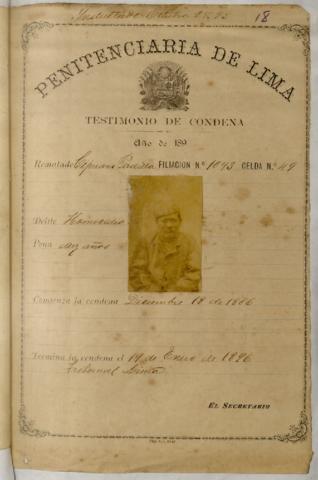 18
PENITENCIARIA DE LIMA
TESTIMONIO DE CONDENA
Año de 189
Rematado Cipriano Padilla FILIACION N.º 1043 CELDA N.º 49
Delito Homicidio
Pena diez años
Comienza la condena Diciembre 18 de 1886
Termina la condena el 19 de Enero de 1896
Tribunal Lima
EL SECRETARIO